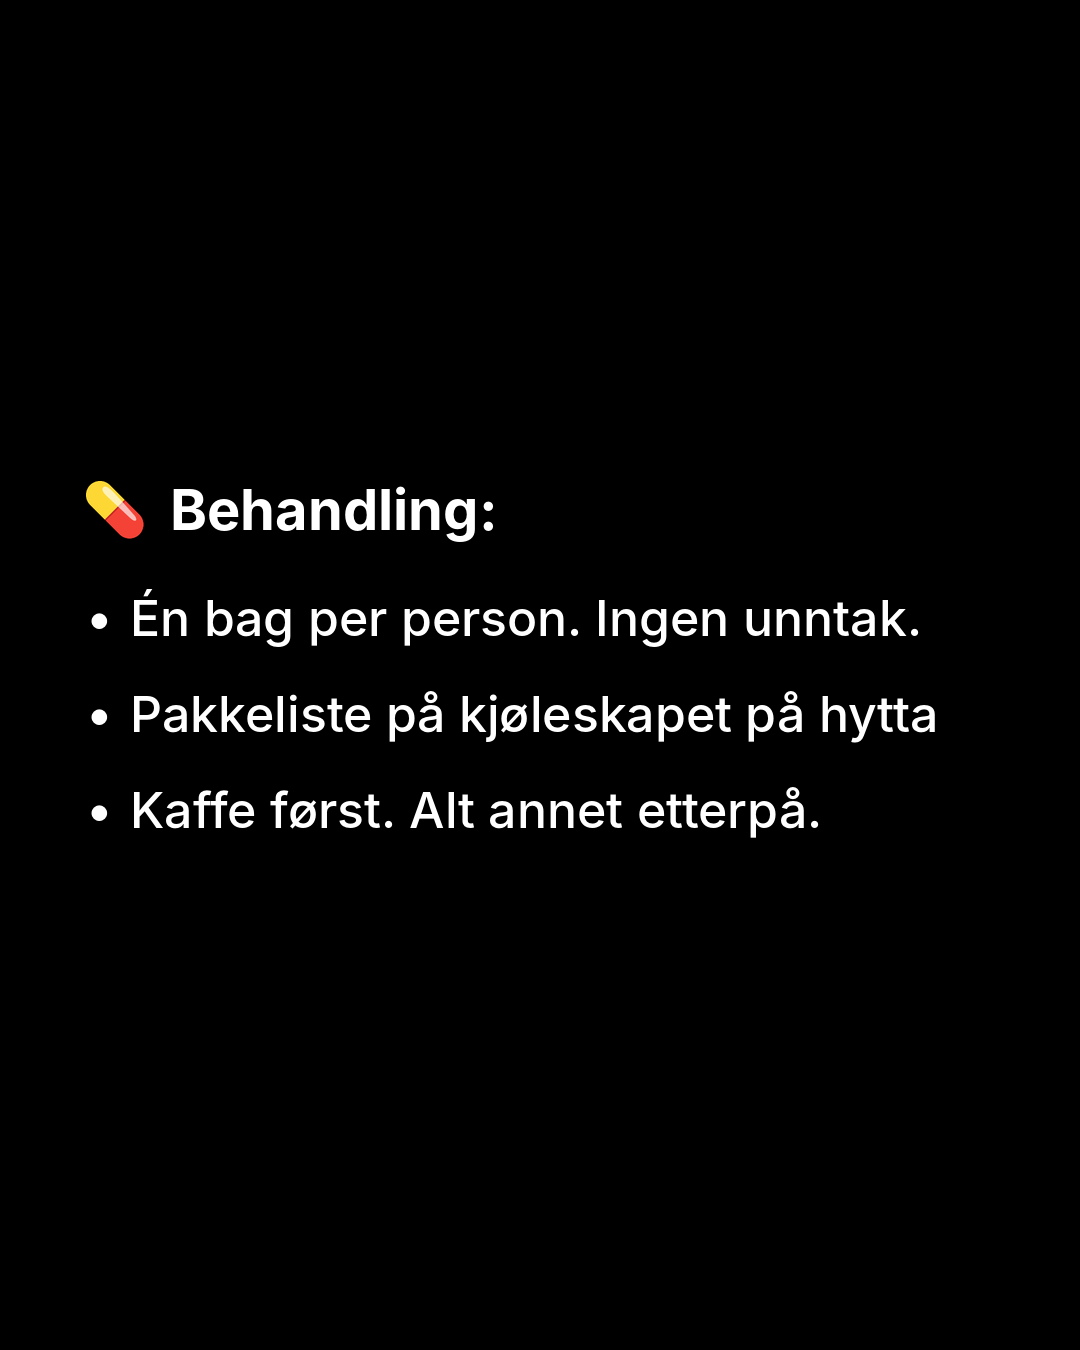 💊 Behandling:
• Én bag per person. Ingen unntak.
• Pakkeliste på kjøleskapet på hytta
• Kaffe først. Alt annet etterpå.